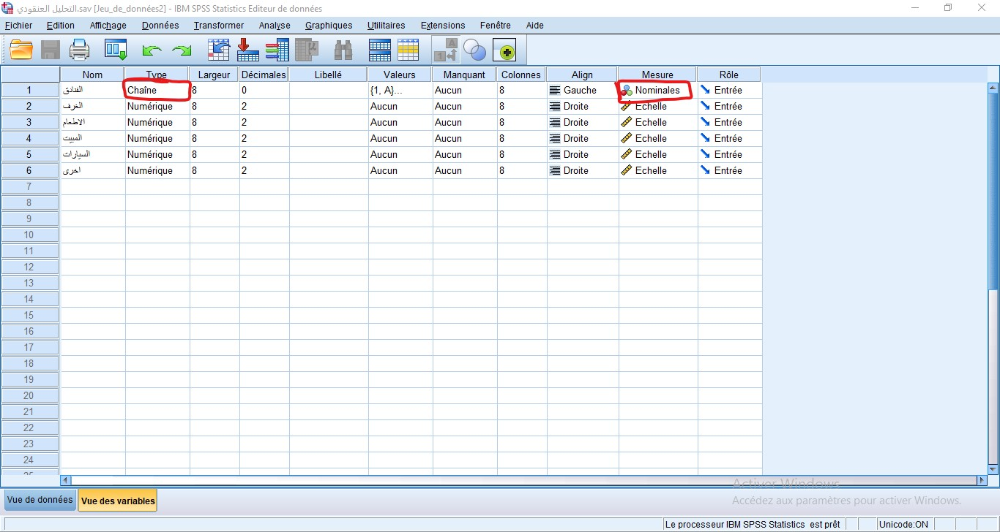 التحليل العنقودي.sav [Jeu_de_données2] - IBM SPSS Statistics Editeur de données
Fichier Edition Affichage Données Transformer Analyse Graphiques Utilitaires Extensions Fenêtre Aide
Nom Type Largeur Décimales Libellé Valeurs Manquant Colonnes Align Mesure Rôle
1 الفنادق Chaîne 8 0 {1, A}... Aucun 8 Gauche Nominales Entrée
2 الغرف Numérique 8 2 Aucun Aucun 8 Droite Echelle Entrée
3 الاطعام Numérique 8 2 Aucun Aucun 8 Droite Echelle Entrée
4 المبيت Numérique 8 2 Aucun Aucun 8 Droite Echelle Entrée
5 السيارات Numérique 8 2 Aucun Aucun 8 Droite Echelle Entrée
6 اخرى Numérique 8 2 Aucun Aucun 8 Droite Echelle Entrée
7
8
9
10
11
12
13
14
15
16
17
18
19
20
21
22
23
24
Activer Windows
Vue de données Vue des variables Accédez aux paramètres pour activer Windows.
Le processeur IBM SPSS Statistics est prêt Unicode:ON